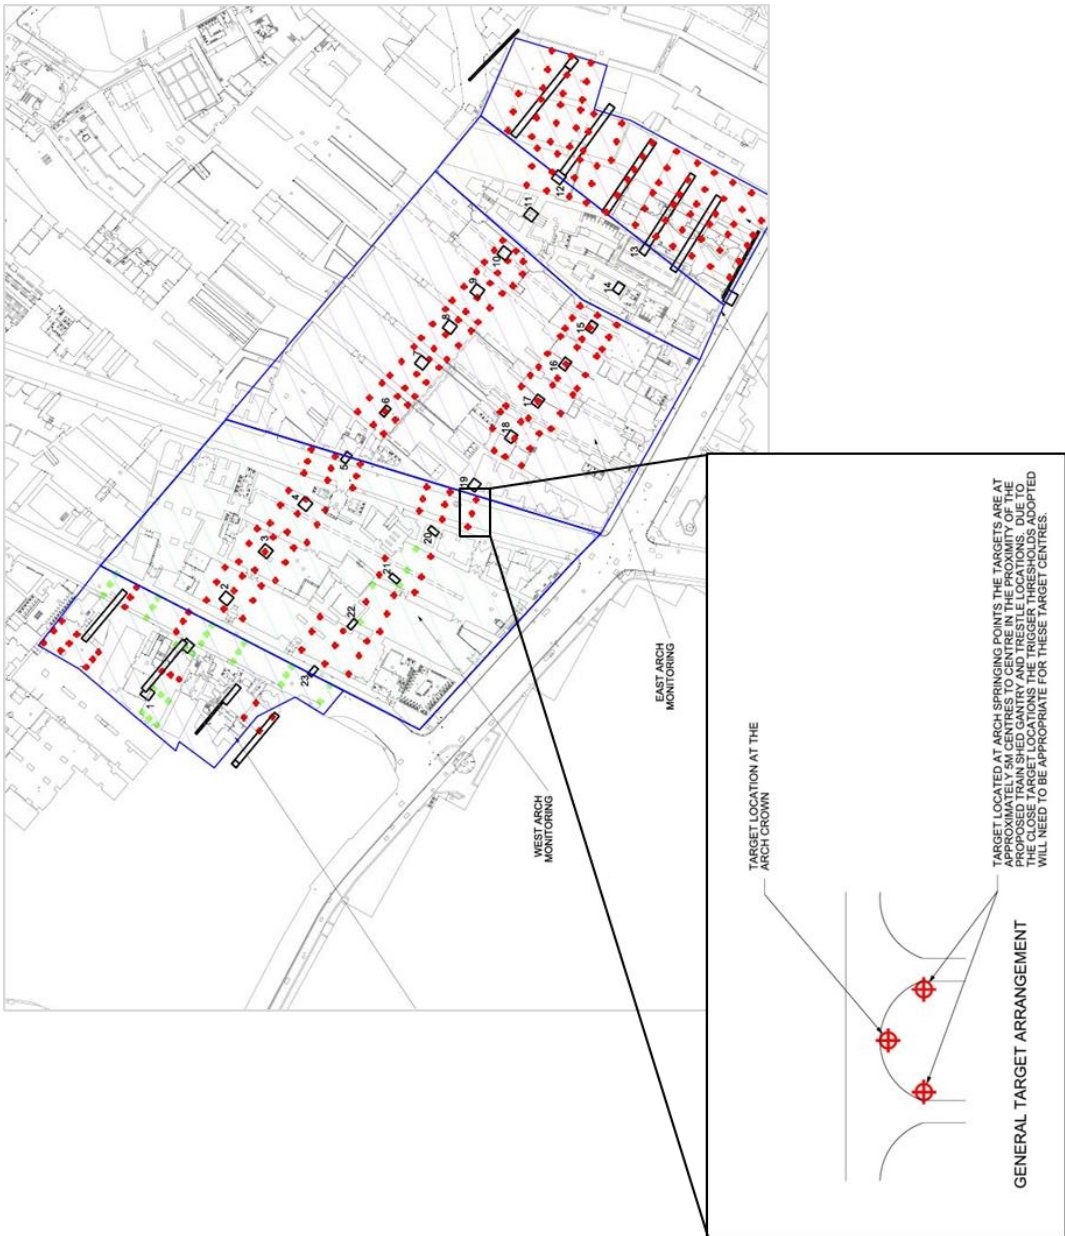 1
2
3
4
5
6
7
8
9
10
11
12
13
14
15
16
17
18
19
20
21
22
23
WEST ARCH
MONITORING
EAST ARCH
MONITORING
TARGET LOCATION AT THE
ARCH CROWN
TARGET LOCATED AT ARCH SPRINGING POINTS THE TARGETS ARE AT
APPROXIMATELY 5M CENTRES TO CENTRE IN THE PROXIMITY OF THE
PROPOSED TRAIN SHED GANTRY AND TRESTLE LOCATIONS. DUE TO
THE CLOSE TARGET LOCATIONS THE TRIGGER THRESHOLDS ADOPTED
WILL NEED TO BE APPROPRIATE FOR THESE TARGET CENTRES.
GENERAL TARGET ARRANGEMENT